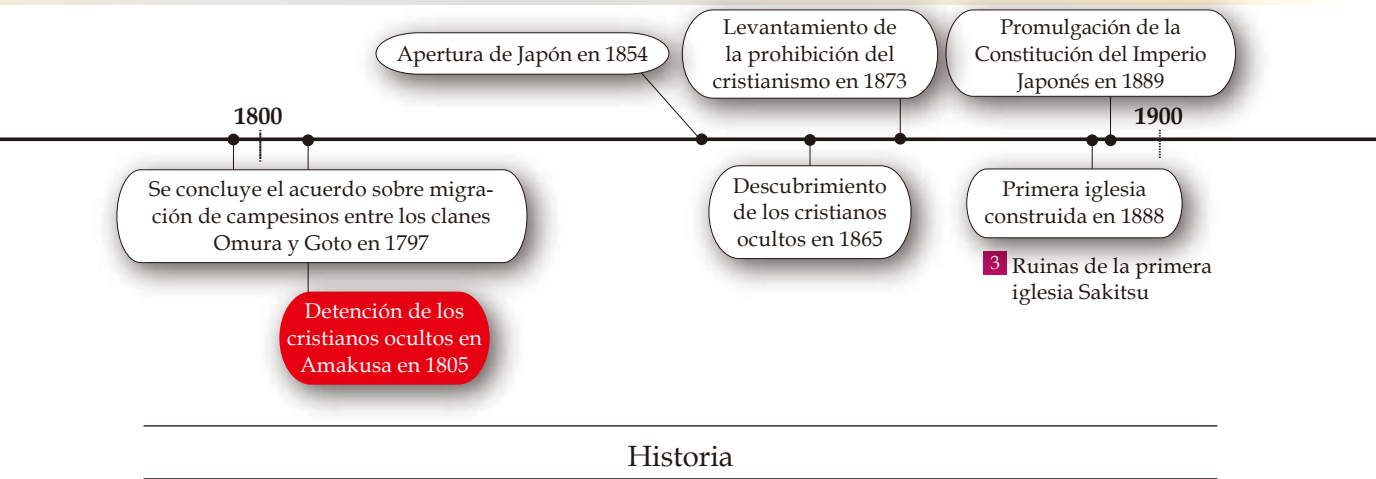 Apertura de Japón en 1854
Levantamiento de
la prohibición del
cristianismo en 1873
Promulgación de la
Constitución del Imperio
Japonés en 1889
1800
1900
Se concluye el acuerdo sobre migra-
ción de campesinos entre los clanes
Omura y Goto en 1797
Descubrimiento
de los cristianos
ocultos en 1865
Primera iglesia
construida en 1888
3 Ruinas de la primera
iglesia Sakitsu
Detención de los
cristianos ocultos en
Amakusa en 1805
Historia